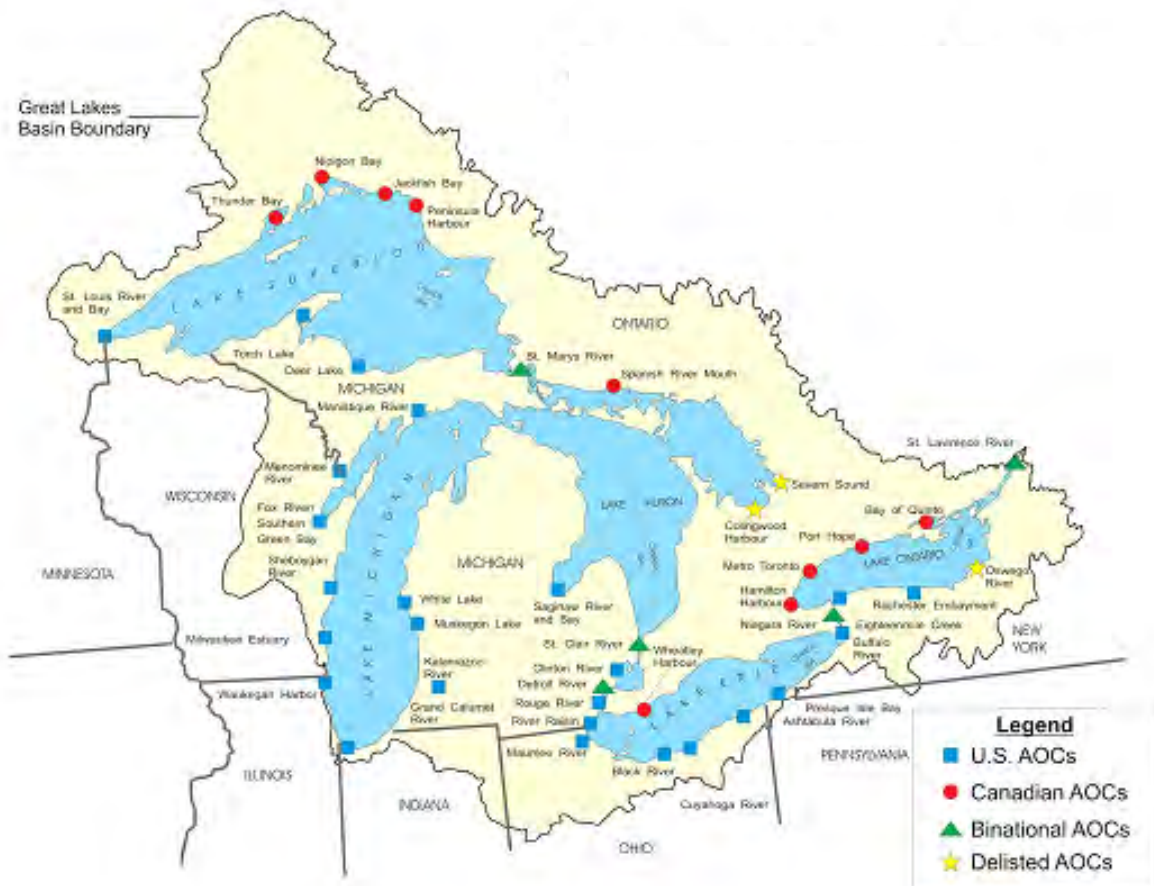 Great Lakes
Basin Boundary
Nipigon Bay
Jackfish Bay
Thunder Bay
Peninsula
Harbour
LAKE SUPERIOR
St. Louis River
and Bay
ONTARIO
Torch Lake
Deer Lake
St. Marys River
Spanish River Mouth
MICHIGAN
Manistique River
St. Lawrence River
Menominee
River
Severn Sound
WISCONSIN
Fox River
Southern
Green Bay
LAKE HURON
Collingwood
Harbour
Bay of Quinte
Port Hope
LAKE ONTARIO
MINNESOTA
Sheboygan
River
LAKE MICHIGAN
MICHIGAN
Metro Toronto
Oswego
River
White Lake
Saginaw River
and Bay
Hamilton
Harbour
Rochester Embayment
Muskegon Lake
Niagara River
Eighteenmile Creek
NEW
YORK
Milwaukee Estuary
St. Clair River
Wheatley
Harbour
Buffalo
River
Kalamazoo
River
Clinton River
Detroit River
LAKE ERIE
Waukegan Harbor
Grand Calumet
River
Rouge River
River Raisin
Presque Isle Bay
Ashtabula River
Maumee River
Black River
PENNSYLVANIA
ILLINOIS
INDIANA
Cuyahoga River
OHIO
Legend
U.S. AOCs
Canadian AOCs
Binational AOCs
Delisted AOCs